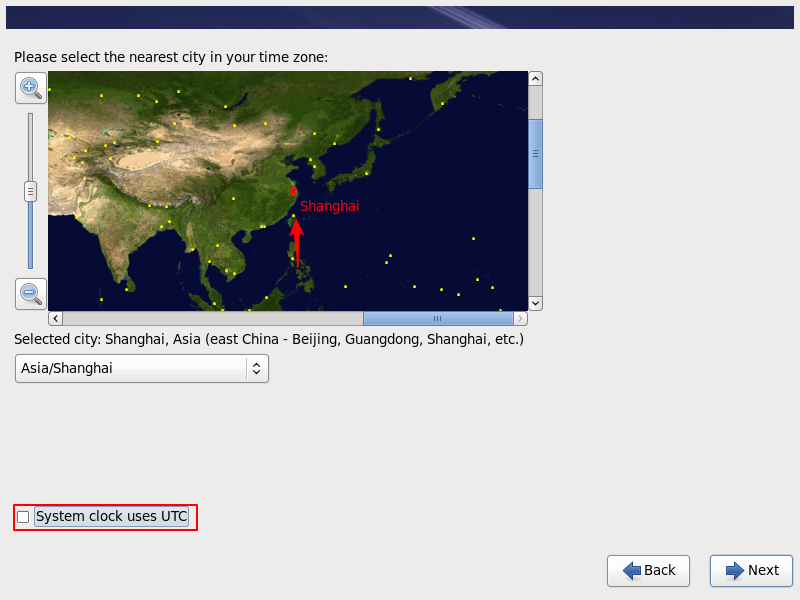 Please select the nearest city in your time zone:
Shanghai
Selected city: Shanghai, Asia (east China - Beijing, Guangdong, Shanghai, etc.)
Asia/Shanghai
System clock uses UTC
Back
Next